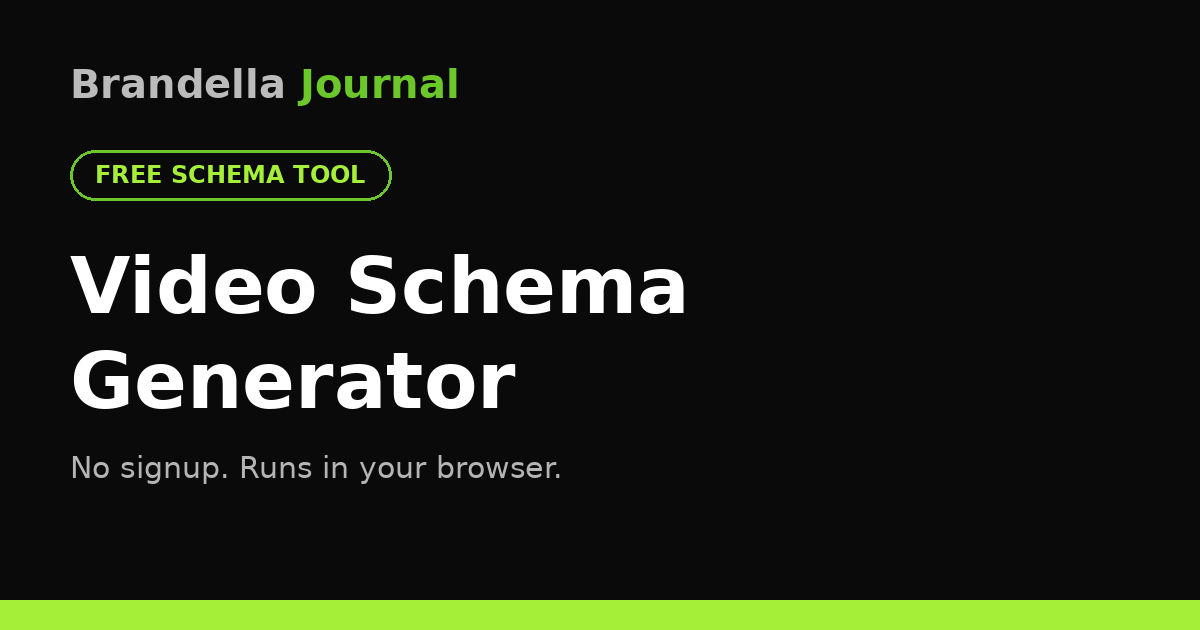 Brandella Journal
FREE SCHEMA TOOL
Video Schema
Generator
No signup. Runs in your browser.